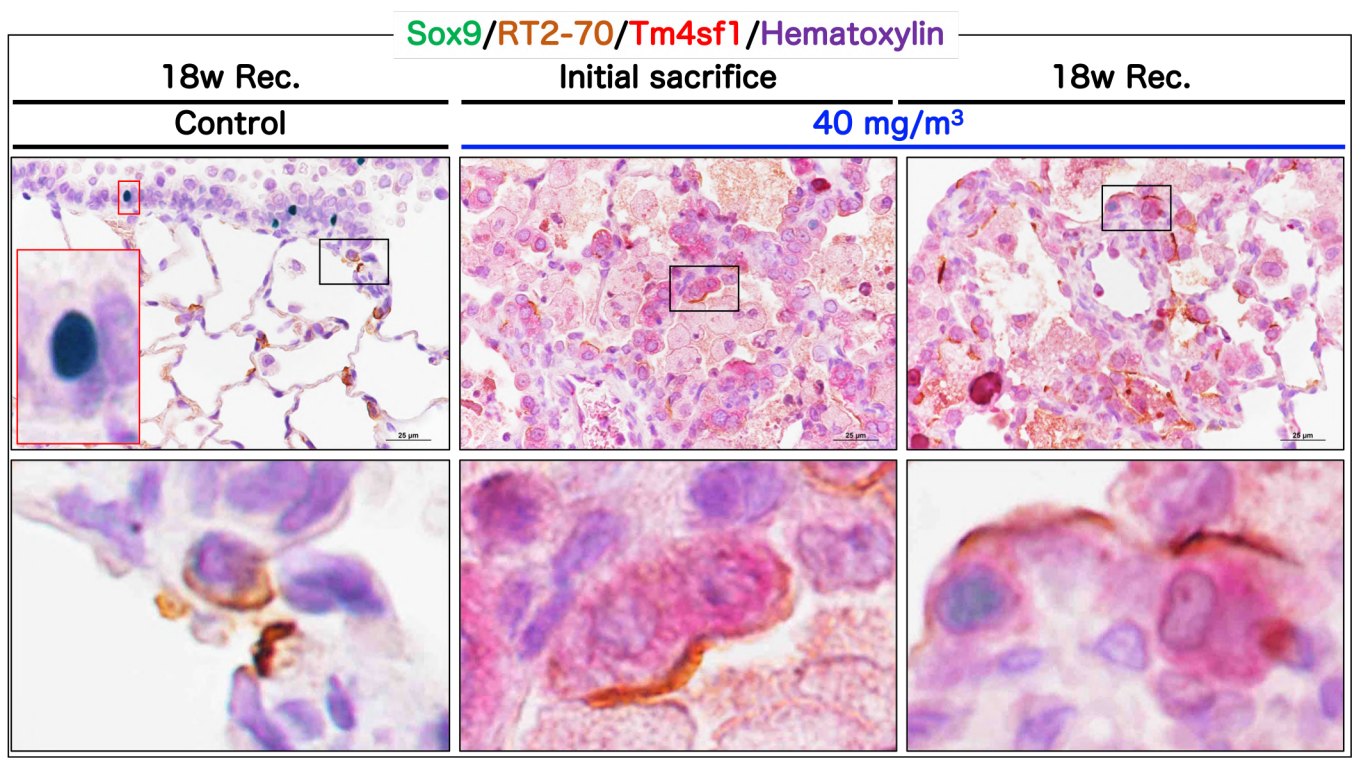 Sox9/RT2-70/Tm4sf1/Hematoxylin
18w Rec.
Initial sacrifice
18w Rec.
Control
40 mg/m³
25 μm
25 μm
25 μm